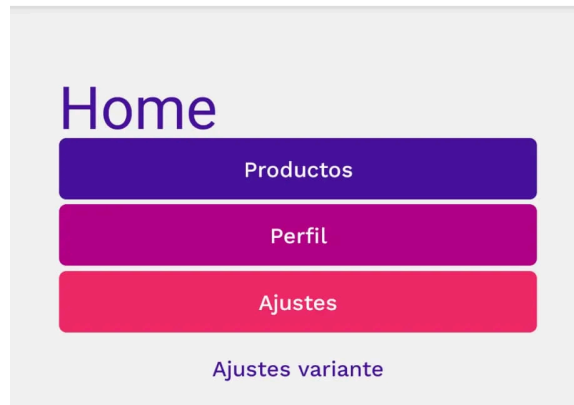 Home
Productos
Perfil
Ajustes
Ajustes variante